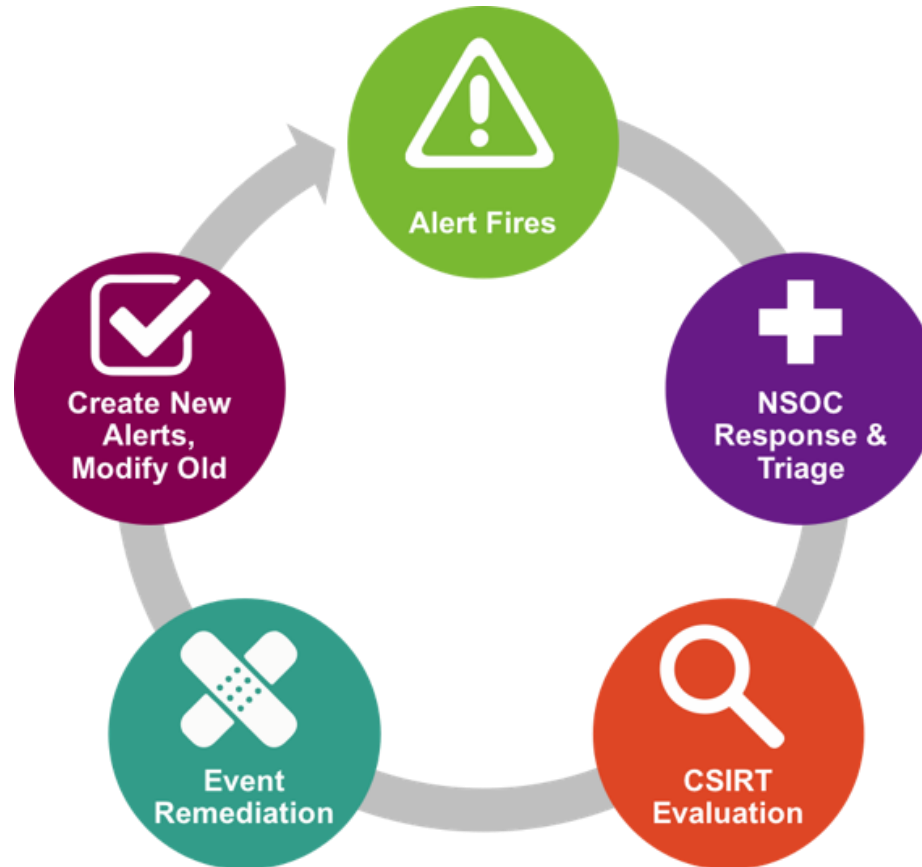 Alert Fires
NSOC
Response &
Triage
CSIRT
Evaluation
Event
Remediation
Create New
Alerts,
Modify Old